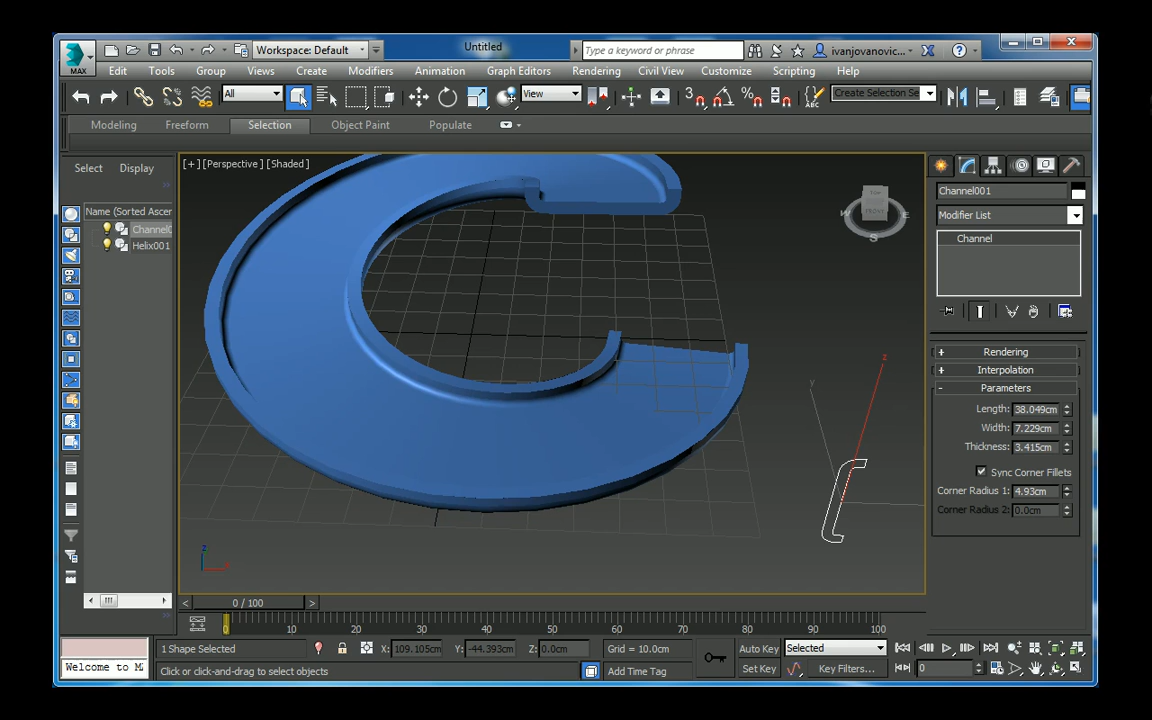 Untitled
Workspace: Default
Type a keyword or phrase
ivanjovanovic...
MAX
Edit Tools Group Views Create Modifiers Animation Graph Editors Rendering Civil View Customize Scripting Help
All
View
Create Selection Se
Modeling Freeform Selection Object Paint Populate
Select Display
[+] [Perspective] [Shaded]
Name (Sorted Ascer
Channel0
Helix001
Channel001
Modifier List
Channel
+ Rendering
+ Interpolation
- Parameters
Length: 38.049cm
Width: 7.229cm
Thickness: 3.415cm
Sync Corner Fillets
Corner Radius 1: 4.93cm
Corner Radius 2: 0.0cm
FRONT
W
E
S
y
z
z
x
< 0 / 100 >
0 10 20 30 40 50 60 70 80 90 100
1 Shape Selected
X: 109.105cm Y: -44.393cm Z: 0.0cm
Grid = 10.0cm
Auto Key
Selected
Welcome to M
Click or click-and-drag to select objects
Add Time Tag
Set Key
Key Filters...
0